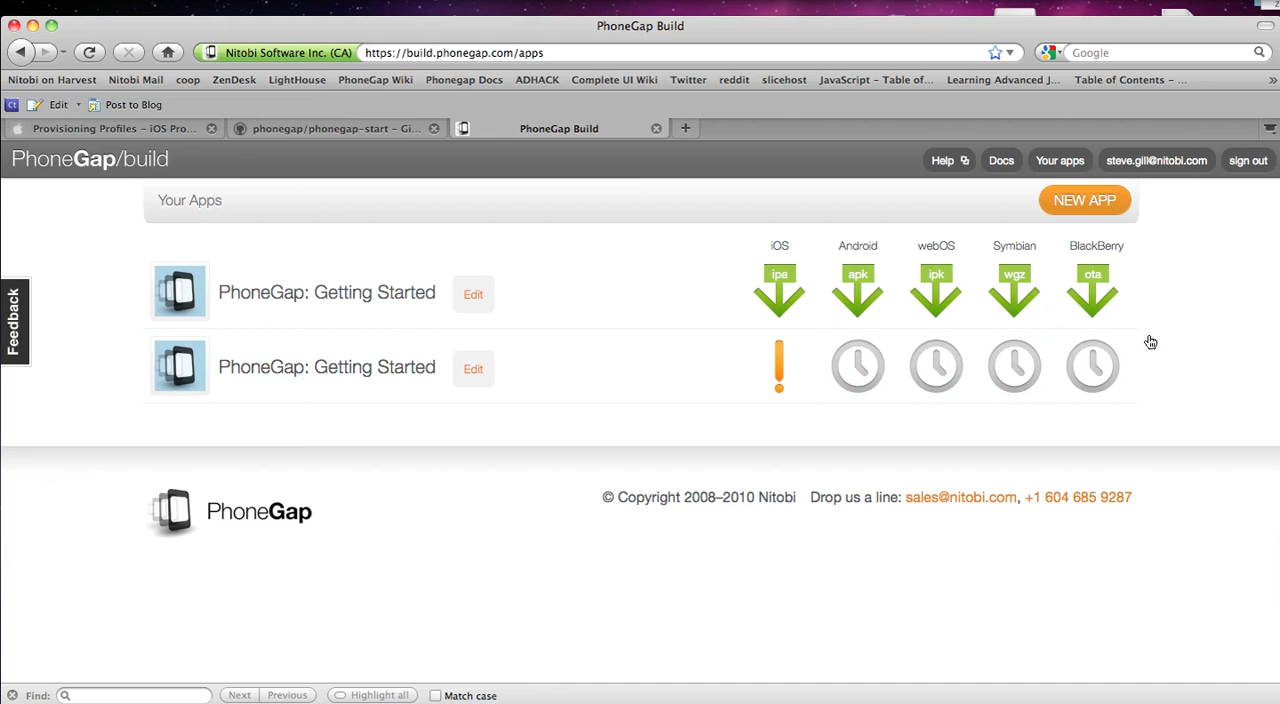 PhoneGap Build
Nitobi Software Inc. (CA) https://build.phonegap.com/apps Google
Nitobi on Harvest Nitobi Mail coop ZenDesk LightHouse PhoneGap Wiki Phonegap Docs ADHACK Complete UI Wiki Twitter reddit slicehost JavaScript – Table of... Learning Advanced J... Table of Contents – ... »
Ct Edit Post to Blog
Provisioning Profiles – iOS Pro... phonegap/phonegap-start – Gi... PhoneGap Build
PhoneGap/build Help Docs Your apps steve.gill@nitobi.com sign out
Your Apps NEW APP
iOS Android webOS Symbian BlackBerry
ipa apk ipk wgz ota
PhoneGap: Getting Started Edit
Feedback
PhoneGap: Getting Started Edit
© Copyright 2008–2010 Nitobi Drop us a line: sales@nitobi.com, +1 604 685 9287
PhoneGap
Find: Next Previous Highlight all Match case